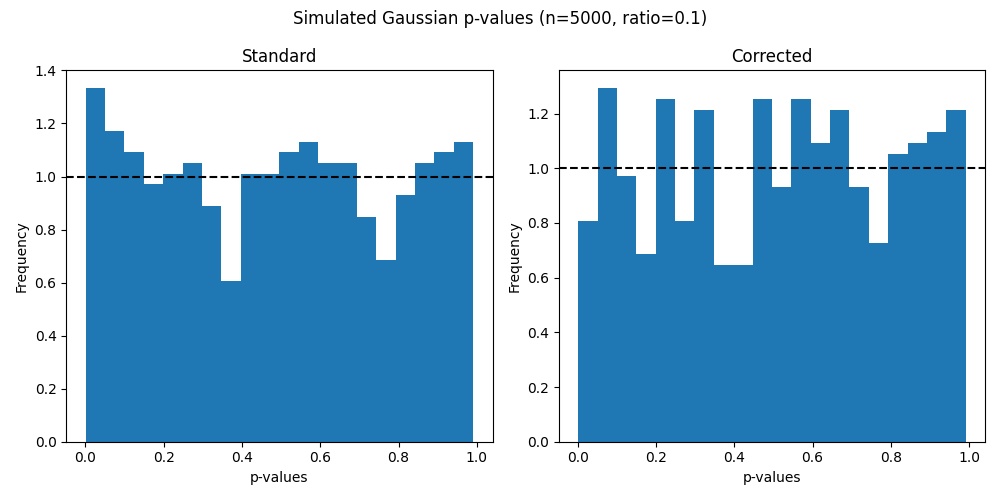 Simulated Gaussian p-values (n=5000, ratio=0.1)
Standard
1.4
1.2
1.0
0.8
0.6
0.4
0.2
0.0
Frequency
0.0 0.2 0.4 0.6 0.8 1.0
p-values
Corrected
1.2
1.0
0.8
0.6
0.4
0.2
0.0
Frequency
0.0 0.2 0.4 0.6 0.8 1.0
p-values